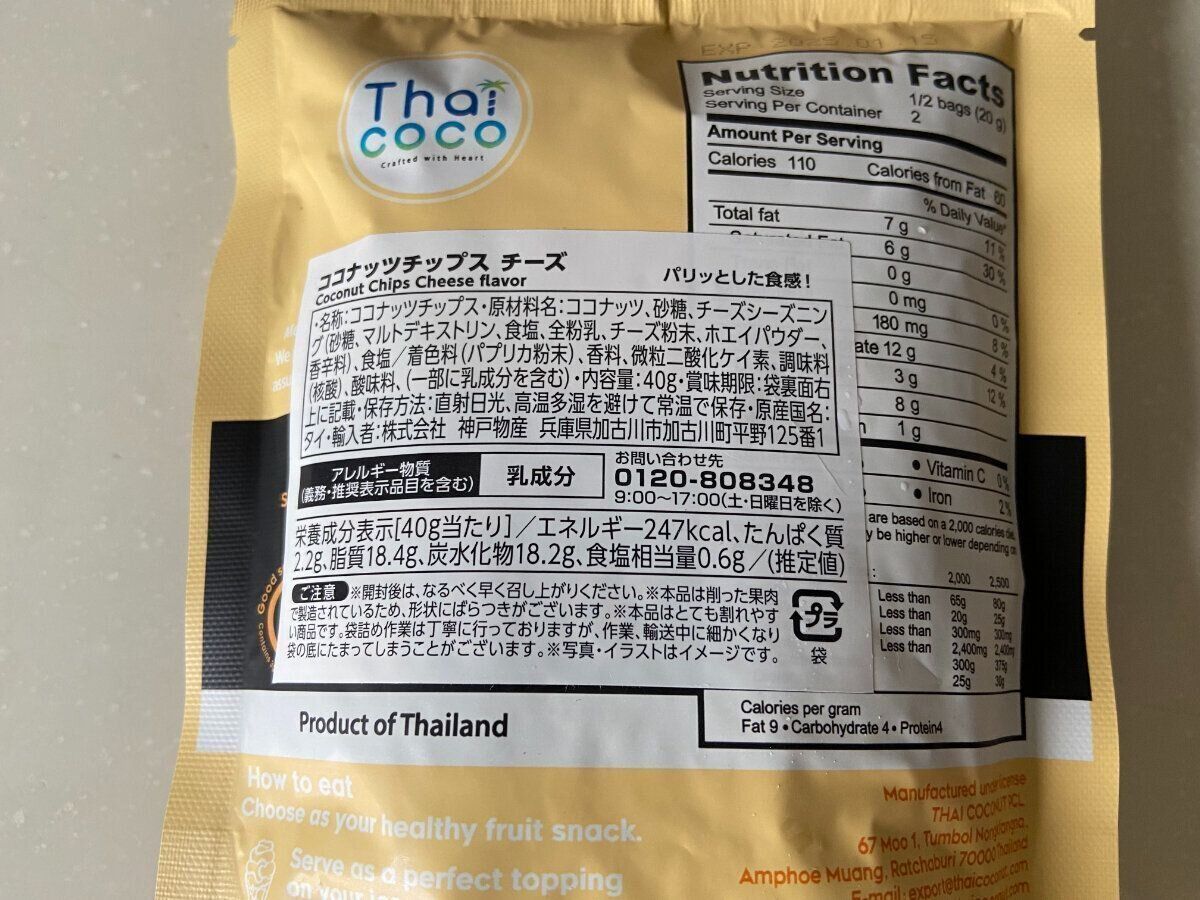 EXP 2025 01 19
Thai
coco
Crafted with Heart
Nutrition Facts
Serving Size 1/2 bags (20 g)
Serving Per Container 2
Amount Per Serving
Calories 110 Calories from Fat 60
% Daily Value*
Total fat 7 g 11%
6 g 30%
0 g
0 mg 0%
180 mg 8%
ate 12 g 4%
3 g 12%
8 g
1 g
• Vitamin C 0%
• Iron 2%
are based on a 2,000 calories
y be higher or lower depending on
2,000 2,500
Less than 65g 80g
Less than 20g 25g
Less than 300mg 300mg
Less than 2,400mg 2,400mg
300g 375g
25g 30g
Calories per gram
Fat 9 • Carbohydrate 4 • Protein4
ココナッツチップス チーズ パリッとした食感!
Coconut Chips Cheese flavor
・名称:ココナッツチップス・原材料名:ココナッツ、砂糖、チーズシーズニン
グ(砂糖、マルトデキストリン、食塩、全粉乳、チーズ粉末、ホエイパウダー、
香辛料)、食塩/着色料(パプリカ粉末)、香料、微粒二酸化ケイ素、調味料
(核酸)、酸味料、(一部に乳成分を含む)・内容量:40g・賞味期限:袋裏面右
上に記載・保存方法:直射日光、高温多湿を避けて常温で保存・原産国名:
タイ・輸入者:株式会社 神戸物産 兵庫県加古川市加古川町平野125番1
アレルギー物質
(義務・推奨表示品目を含む)
乳成分
お問い合わせ先
0120-808348
9:00~17:00(土・日曜日を除く)
栄養成分表示[40g当たり]/エネルギー247kcal、たんぱく質
2.2g、脂質18.4g、炭水化物18.2g、食塩相当量0.6g/(推定値)
ご注意 ※開封後は、なるべく早く召し上がりください。※本品は削った果肉
で製造されているため、形状にばらつきがございます。※本品はとても割れやす
い商品です。袋詰め作業は丁寧に行っておりますが、作業、輸送中に細かくなり
袋の底にたまってしまうことがございます。※写真・イラストはイメージです。
プラ
袋
Product of Thailand
How to eat
Choose as your healthy fruit snack.
Serve as a perfect topping
on your
Manufactured under license
THAI COCONUT PCL.
67 Moo 1, Tumbol
Amphoe Muang, Ratchaburi 70000 Thailand
E-mail: export@thaicoconut.com